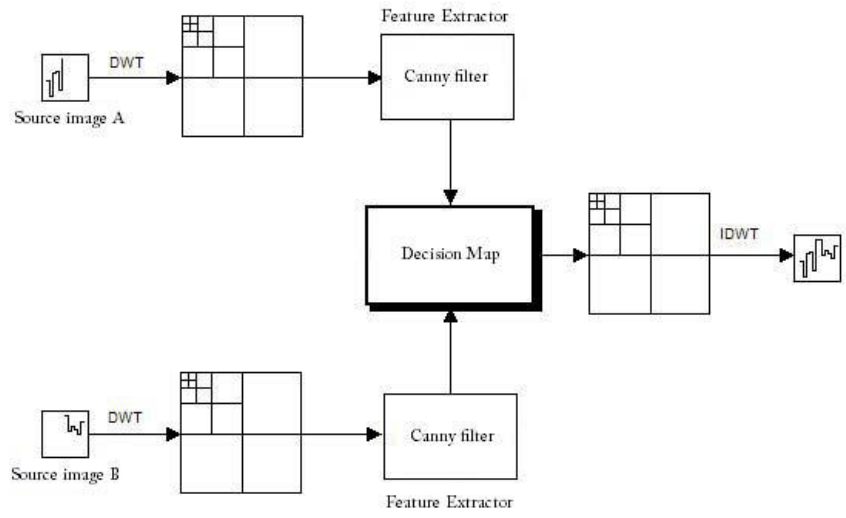 Feature Extractor
DWT
Canny filter
Source image A
Decision Map
IDWT
DWT
Canny filter
Source image B
Feature Extractor